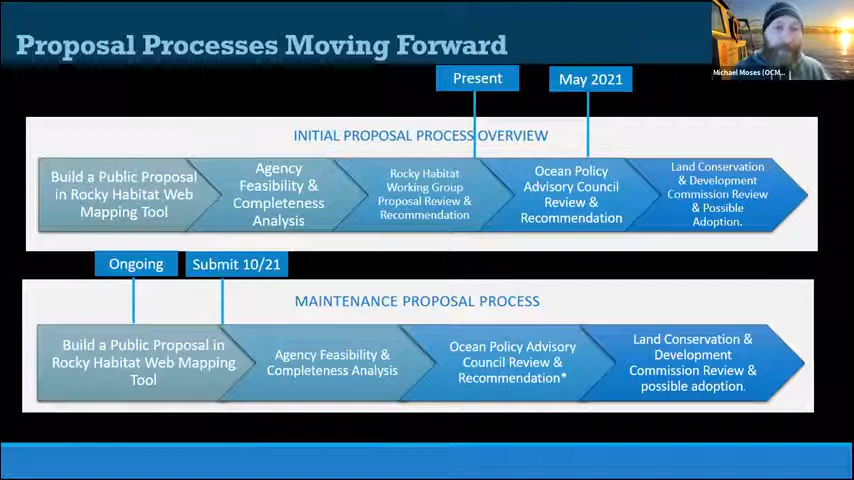 Proposal Processes Moving Forward
Michael Moses (OCM...
Present
May 2021
INITIAL PROPOSAL PROCESS OVERVIEW
Build a Public Proposal
in Rocky Habitat Web
Mapping Tool
Agency
Feasibility &
Completeness
Analysis
Rocky Habitat
Working Group
Proposal Review &
Recommendation
Ocean Policy
Advisory Council
Review &
Recommendation
Land Conservation
& Development
Commission Review
& Possible
Adoption.
Ongoing
Submit 10/21
MAINTENANCE PROPOSAL PROCESS
Build a Public Proposal in
Rocky Habitat Web Mapping
Tool
Agency Feasibility &
Completeness Analysis
Ocean Policy Advisory
Council Review &
Recommendation*
Land Conservation &
Development
Commission Review &
possible adoption.